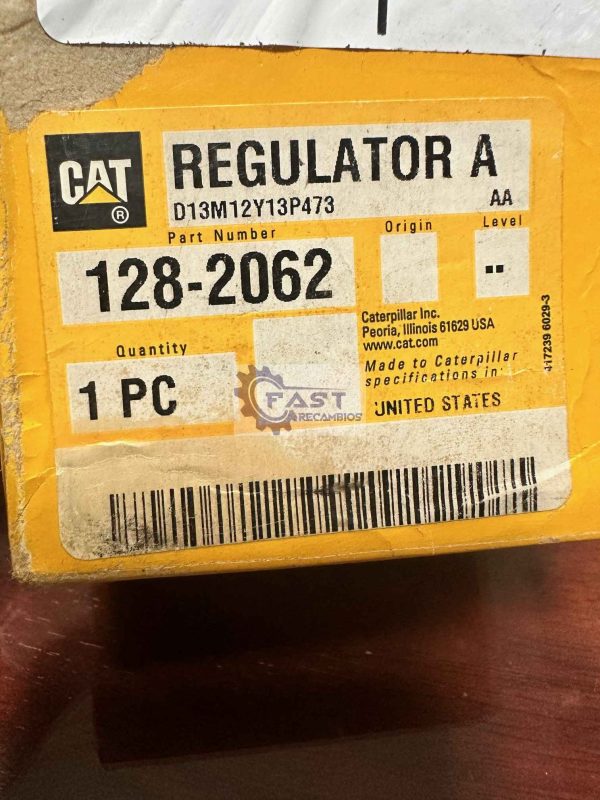 CAT
®
REGULATOR A
D13M12Y13P473 AA
Part Number Origin Level
128-2062 --
Caterpillar Inc.
Peoria, Illinois 61629 USA
www.cat.com
Quantity
1 PC
Made to Caterpillar
specifications in:
UNITED STATES
417239 6029-3
FAST
RECAMBIOS